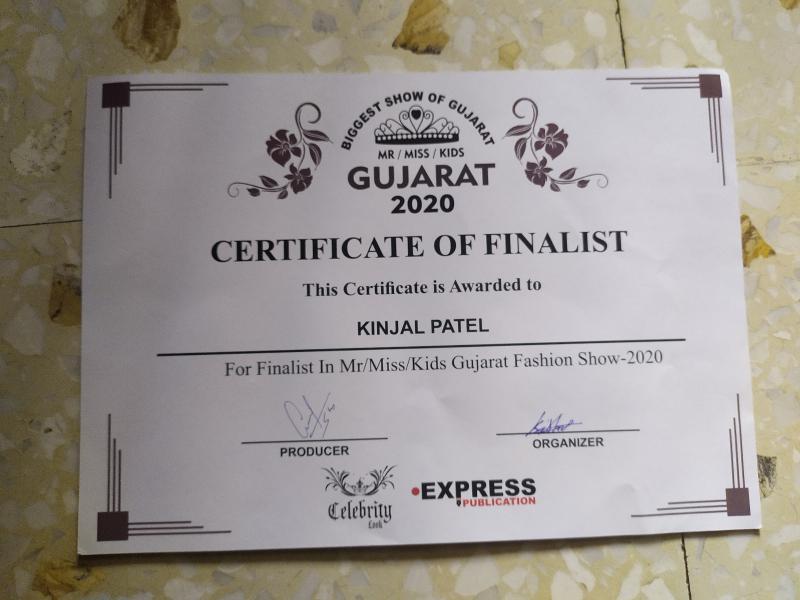 BIGGEST SHOW OF GUJARAT
MR / MISS / KIDS
GUJARAT
2020
CERTIFICATE OF FINALIST
This Certificate is Awarded to
KINJAL PATEL
For Finalist In Mr/Miss/Kids Gujarat Fashion Show-2020
PRODUCER
ORGANIZER
Celebrity
Look
EXPRESS
PUBLICATION